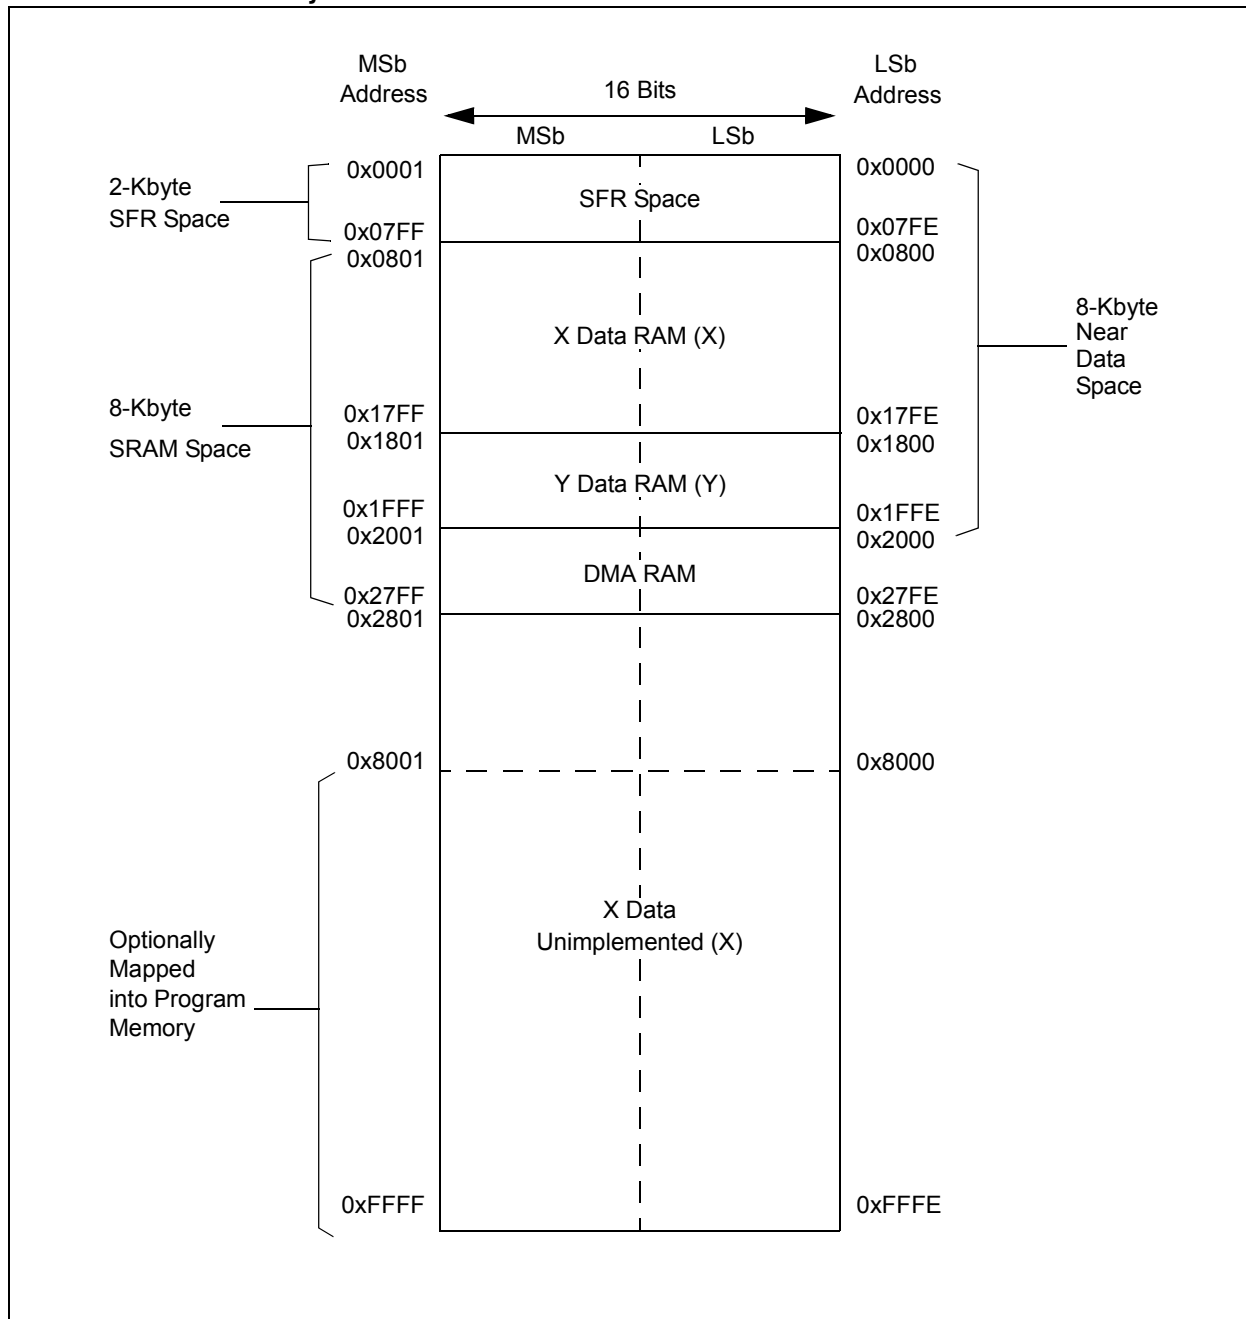 MSb
Address
16 Bits
LSb
Address
MSb
LSb
0x0001
0x0000
2-Kbyte
SFR Space
SFR Space
0x07FF
0x07FE
0x0801
0x0800
X Data RAM (X)
8-Kbyte
Near
Data
Space
8-Kbyte
SRAM Space
0x17FF
0x17FE
0x1801
0x1800
Y Data RAM (Y)
0x1FFF
0x1FFE
0x2001
0x2000
DMA RAM
0x27FF
0x27FE
0x2801
0x2800
0x8001
0x8000
X Data
Unimplemented (X)
Optionally
Mapped
into Program
Memory
0xFFFF
0xFFFE